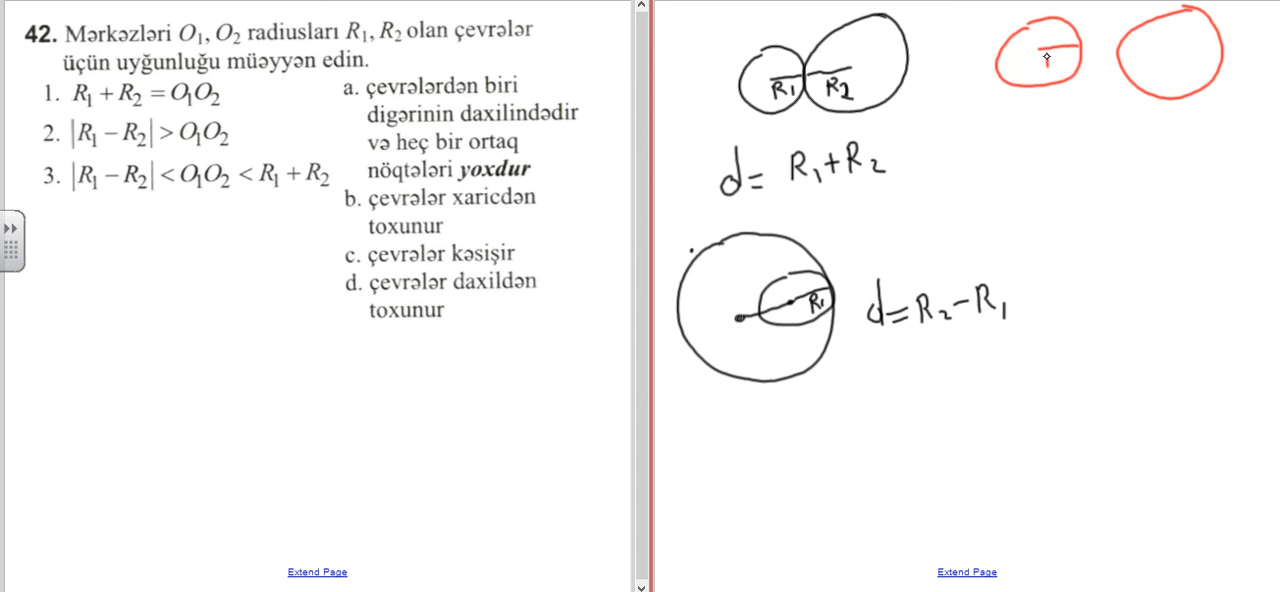 42. Mərkəzləri O₁, O₂ radiusları R₁, R₂ olan çevrələr
üçün uyğunluğu müəyyən edin.
1. R₁ + R₂ = O₁O₂
2. |R₁ − R₂| > O₁O₂
3. |R₁ − R₂| < O₁O₂ < R₁ + R₂
a. çevrələrdən biri
digərinin daxilindədir
və heç bir ortaq
nöqtələri yoxdur
b. çevrələr xaricdən
toxunur
c. çevrələr kəsişir
d. çevrələr daxildən
toxunur
Extend Page
R₁ R₂
d = R₁ + R₂
R₁
d = R₂ − R₁
Extend Page